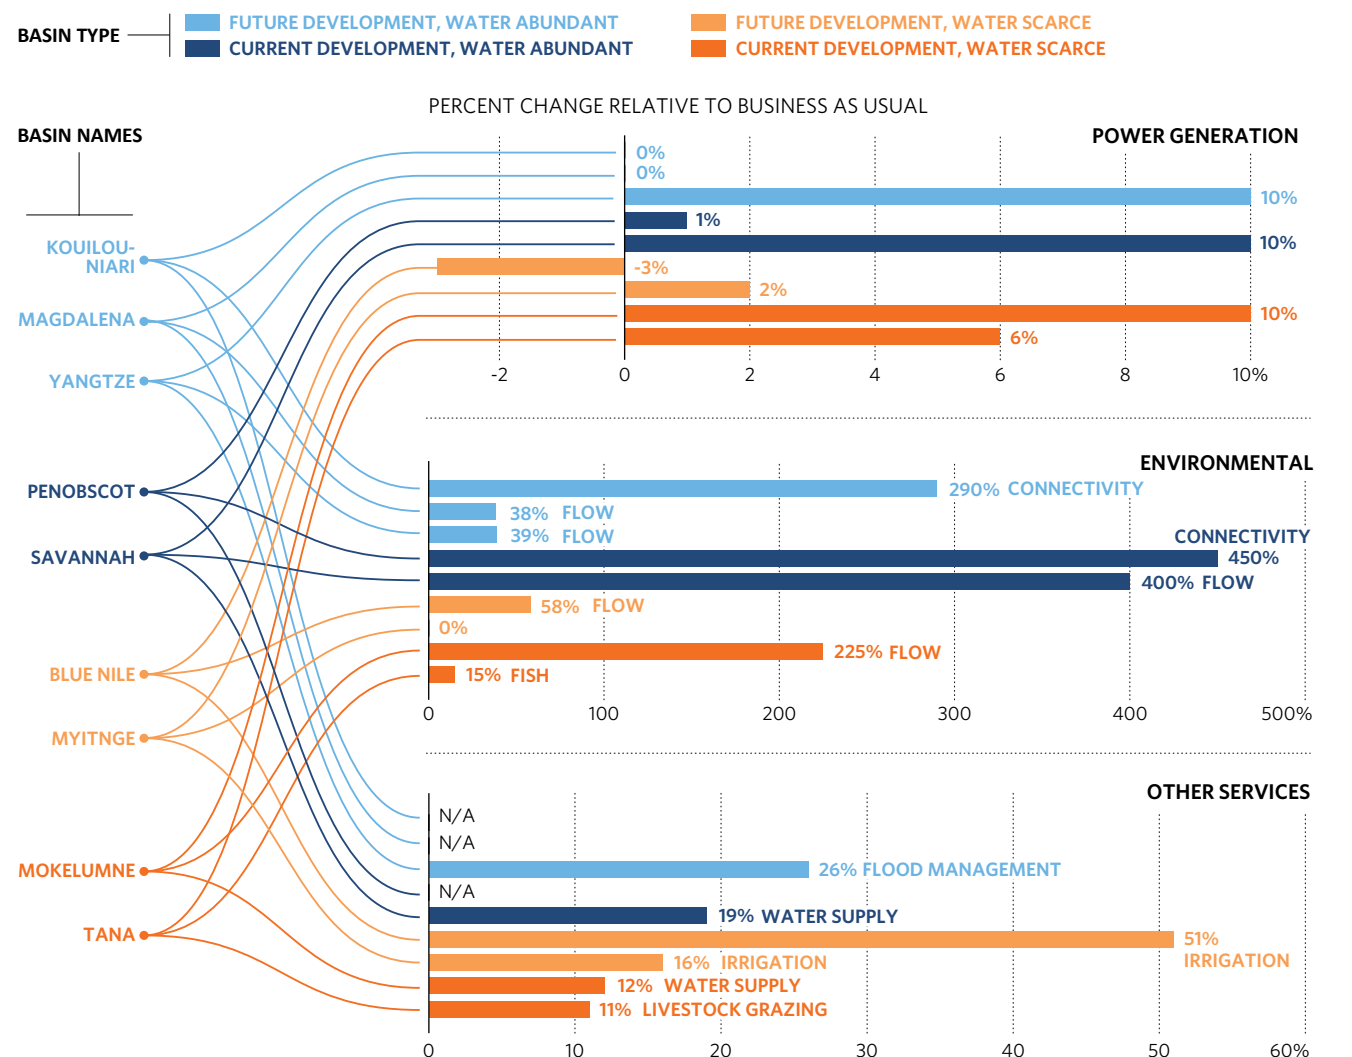 BASIN TYPE
FUTURE DEVELOPMENT, WATER ABUNDANT
CURRENT DEVELOPMENT, WATER ABUNDANT
FUTURE DEVELOPMENT, WATER SCARCE
CURRENT DEVELOPMENT, WATER SCARCE
PERCENT CHANGE RELATIVE TO BUSINESS AS USUAL
BASIN NAMES
KOUILOU-
NIARI
MAGDALENA
YANGTZE
PENOBSCOT
SAVANNAH
BLUE NILE
MYITNGE
MOKELUMNE
TANA
POWER GENERATION
0%
0%
10%
1%
10%
-3%
2%
10%
6%
-2 0 2 4 6 8 10%
ENVIRONMENTAL
290% CONNECTIVITY
38% FLOW
39% FLOW
CONNECTIVITY
450%
400% FLOW
58% FLOW
0%
225% FLOW
15% FISH
0 100 200 300 400 500%
OTHER SERVICES
N/A
N/A
26% FLOOD MANAGEMENT
N/A
19% WATER SUPPLY
51%
IRRIGATION
16% IRRIGATION
12% WATER SUPPLY
11% LIVESTOCK GRAZING
0 10 20 30 40 50 60%